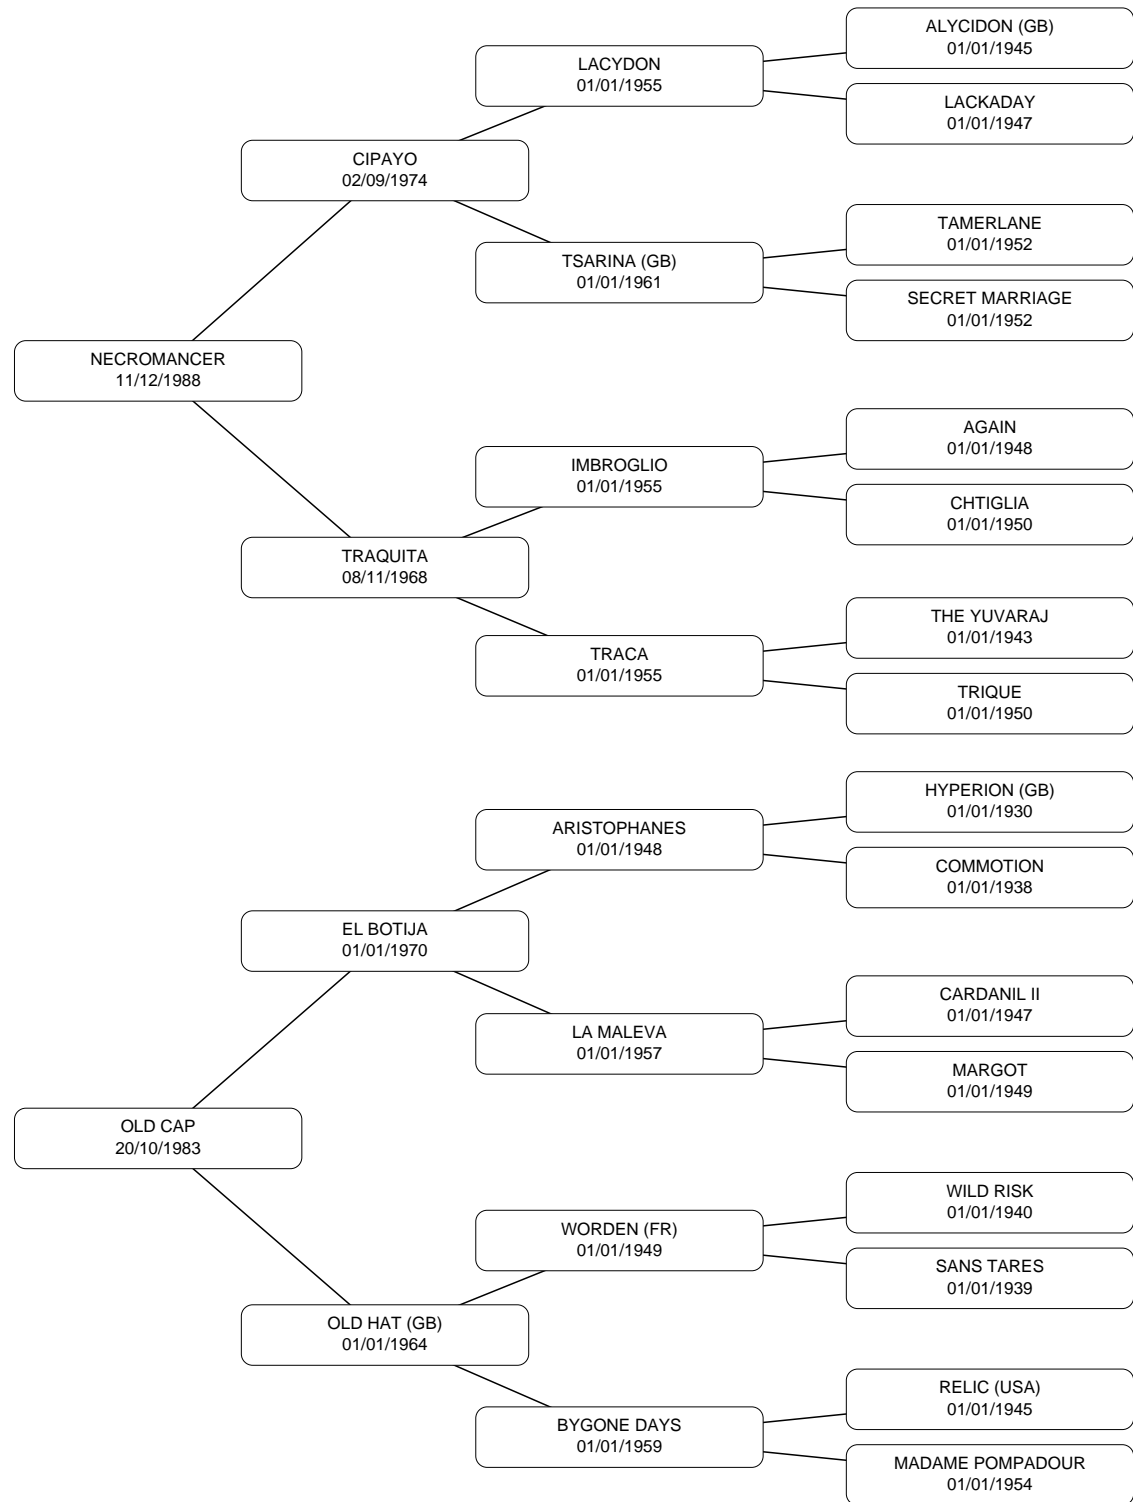 ALYCIDON (GB)
01/01/1945
LACYDON
01/01/1955
LACKADAY
01/01/1947
CIPAYO
02/09/1974
TAMERLANE
01/01/1952
TSARINA (GB)
01/01/1961
SECRET MARRIAGE
01/01/1952
NECROMANCER
11/12/1988
AGAIN
01/01/1948
IMBROGLIO
01/01/1955
CHTIGLIA
01/01/1950
TRAQUITA
08/11/1968
THE YUVARAJ
01/01/1943
TRACA
01/01/1955
TRIQUE
01/01/1950
HYPERION (GB)
01/01/1930
ARISTOPHANES
01/01/1948
COMMOTION
01/01/1938
EL BOTIJA
01/01/1970
CARDANIL II
01/01/1947
LA MALEVA
01/01/1957
MARGOT
01/01/1949
OLD CAP
20/10/1983
WILD RISK
01/01/1940
WORDEN (FR)
01/01/1949
SANS TARES
01/01/1939
OLD HAT (GB)
01/01/1964
RELIC (USA)
01/01/1945
BYGONE DAYS
01/01/1959
MADAME POMPADOUR
01/01/1954